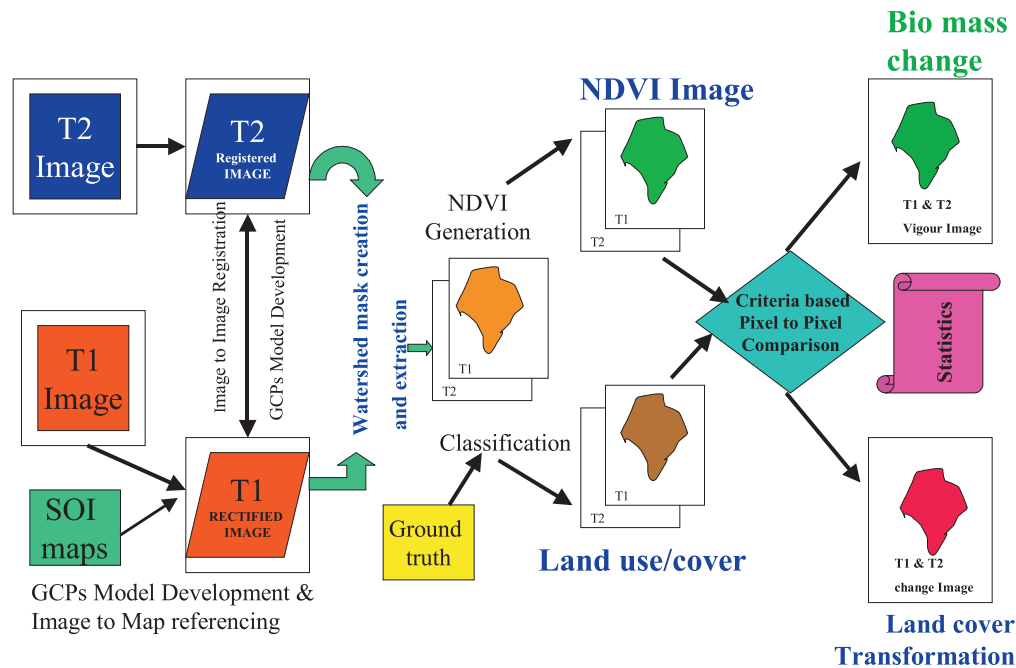 Bio mass
change
NDVI Image
T2
Image
T2
Registered
IMAGE
T1
T2
T1 & T2
Vigour Image
NDVI
Generation
Image to Image Registration
GCPs Model Development
Watershed mask creation
and extraction
T1
T2
Criteria based
Pixel to Pixel
Comparison
Statistics
T1
Image
SOI
maps
T1
RECTIFIED
IMAGE
Classification
Ground
truth
T1
T2
Land use/cover
T1 & T2
change Image
GCPs Model Development &
Image to Map referencing
Land cover
Transformation